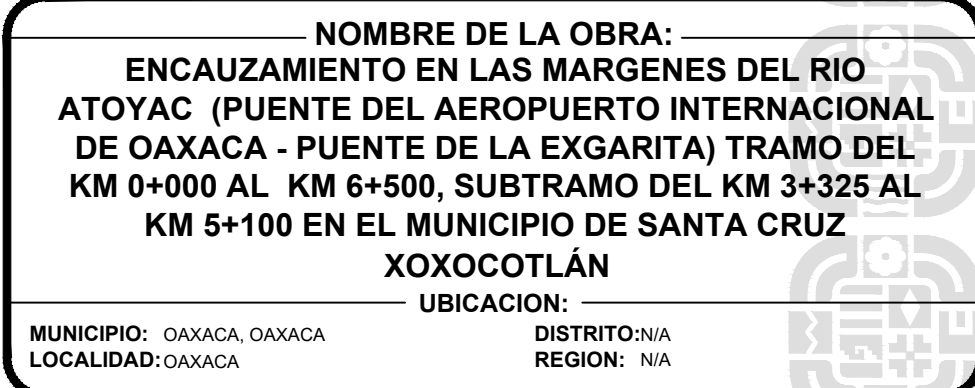 NOMBRE DE LA OBRA:
ENCAUZAMIENTO EN LAS MARGENES DEL RIO
ATOYAC (PUENTE DEL AEROPUERTO INTERNACIONAL
DE OAXACA - PUENTE DE LA EXGARITA) TRAMO DEL
KM 0+000 AL KM 6+500, SUBTRAMO DEL KM 3+325 AL
KM 5+100 EN EL MUNICIPIO DE SANTA CRUZ
XOXOCOTLÁN
UBICACION:
MUNICIPIO: OAXACA, OAXACA DISTRITO:N/A
LOCALIDAD:OAXACA REGION: N/A